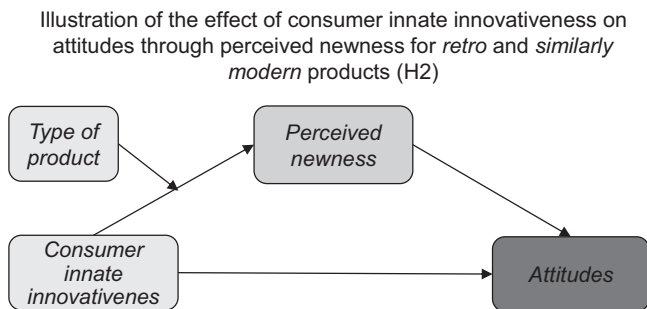 Illustration of the effect of consumer innate innovativeness on
attitudes through perceived newness for retro and similarly
modern products (H2)
Type of
product
Perceived
newness
Consumer
innate
innovativenes
Attitudes